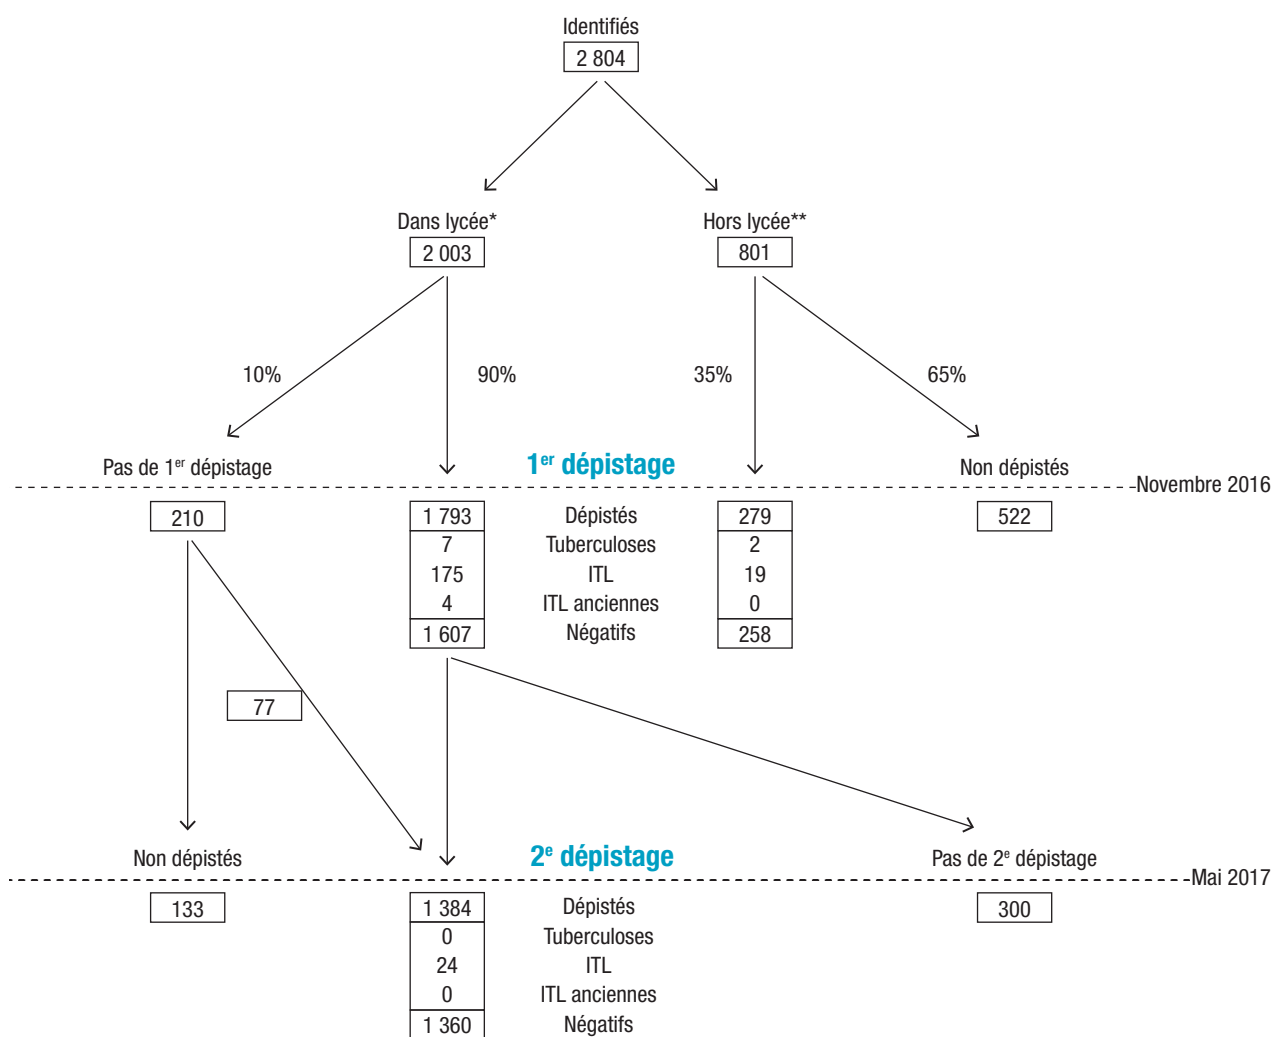 Identifiés
2 804
Dans lycée*
Hors lycée**
2 003
801
10%
90%
35%
65%
Pas de 1er dépistage
1er dépistage
Non dépistés
Novembre 2016
210
1 793
Dépistés
279
522
7
Tuberculoses
2
175
ITL
19
4
ITL anciennes
0
1 607
Négatifs
258
77
Non dépistés
2e dépistage
Pas de 2e dépistage
Mai 2017
133
1 384
Dépistés
300
0
Tuberculoses
24
ITL
0
ITL anciennes
1 360
Négatifs